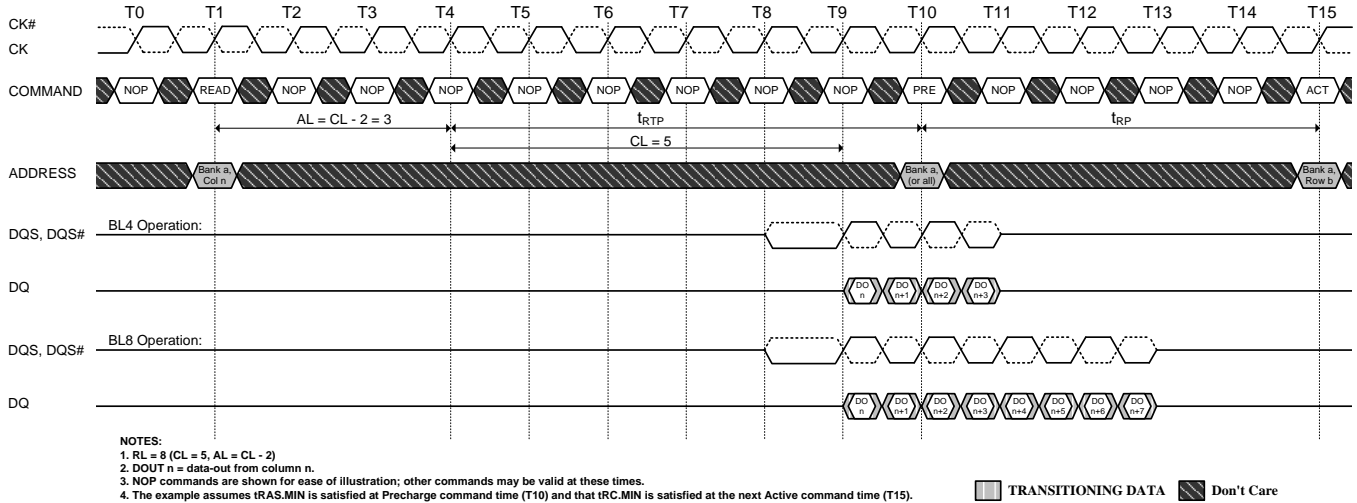 T0 T1 T2 T3 T4 T5 T6 T7 T8 T9 T10 T11 T12 T13 T14 T15
CK#
CK
COMMAND NOP READ NOP NOP NOP NOP NOP NOP NOP NOP PRE NOP NOP NOP NOP ACT
AL = CL - 2 = 3 tRTP tRP
CL = 5
ADDRESS
Bank a, Col n
Bank a, (or all)
Bank a, Row b
BL4 Operation:
DQS, DQS#
DQ DO n DO n+1 DO n+2 DO n+3
BL8 Operation:
DQS, DQS#
DQ DO n DO n+1 DO n+2 DO n+3 DO n+4 DO n+5 DO n+6 DO n+7
NOTES:
1. RL = 8 (CL = 5, AL = CL - 2)
2. DOUT n = data-out from column n.
3. NOP commands are shown for ease of illustration; other commands may be valid at these times.
4. The example assumes tRAS.MIN is satisfied at Precharge command time (T10) and that tRC.MIN is satisfied at the next Active command time (T15).
TRANSITIONING DATA Don't Care